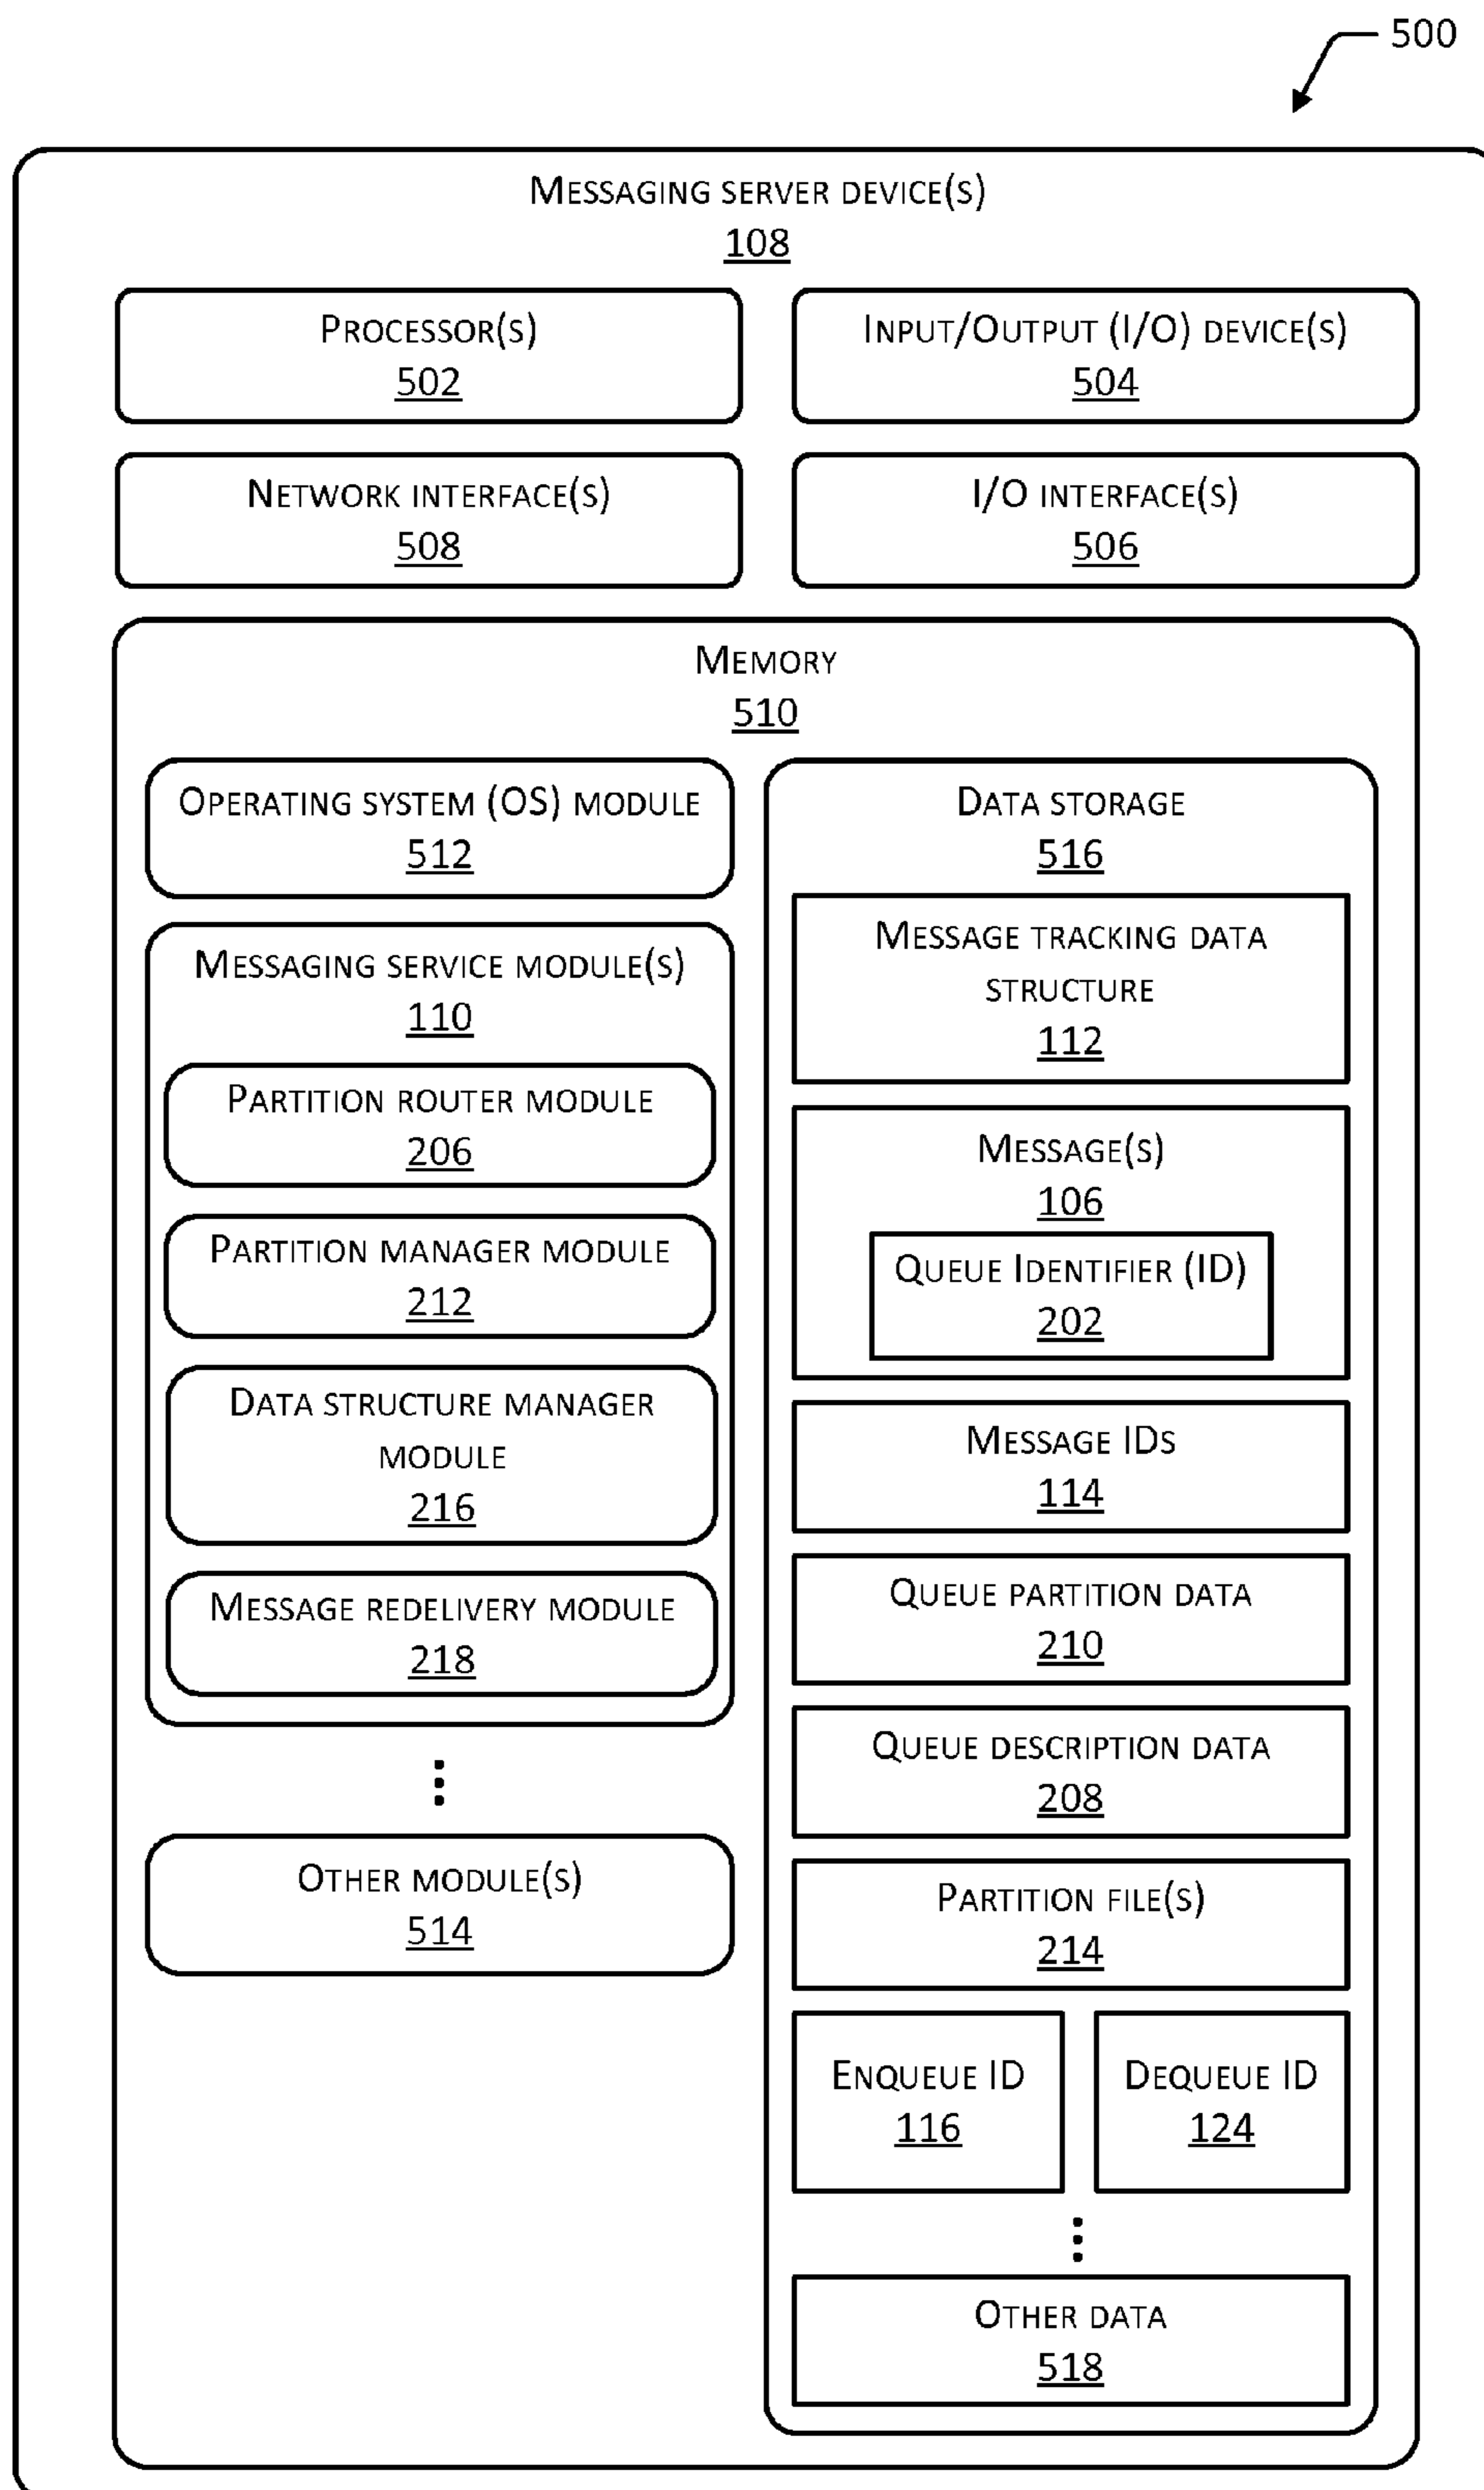 500
Messaging server device(s)
108
Processor(s)
502
Input/Output (I/O) device(s)
504
Network interface(s)
508
I/O interface(s)
506
Memory
510
Operating system (OS) module
512
Messaging service module(s)
110
Partition router module
206
Partition manager module
212
Data structure manager
module
216
Message redelivery module
218
Other module(s)
514
Data storage
516
Message tracking data
structure
112
Message(s)
106
Queue Identifier (ID)
202
Message IDs
114
Queue partition data
210
Queue description data
208
Partition file(s)
214
Enqueue ID
116
Dequeue ID
124
Other data
518